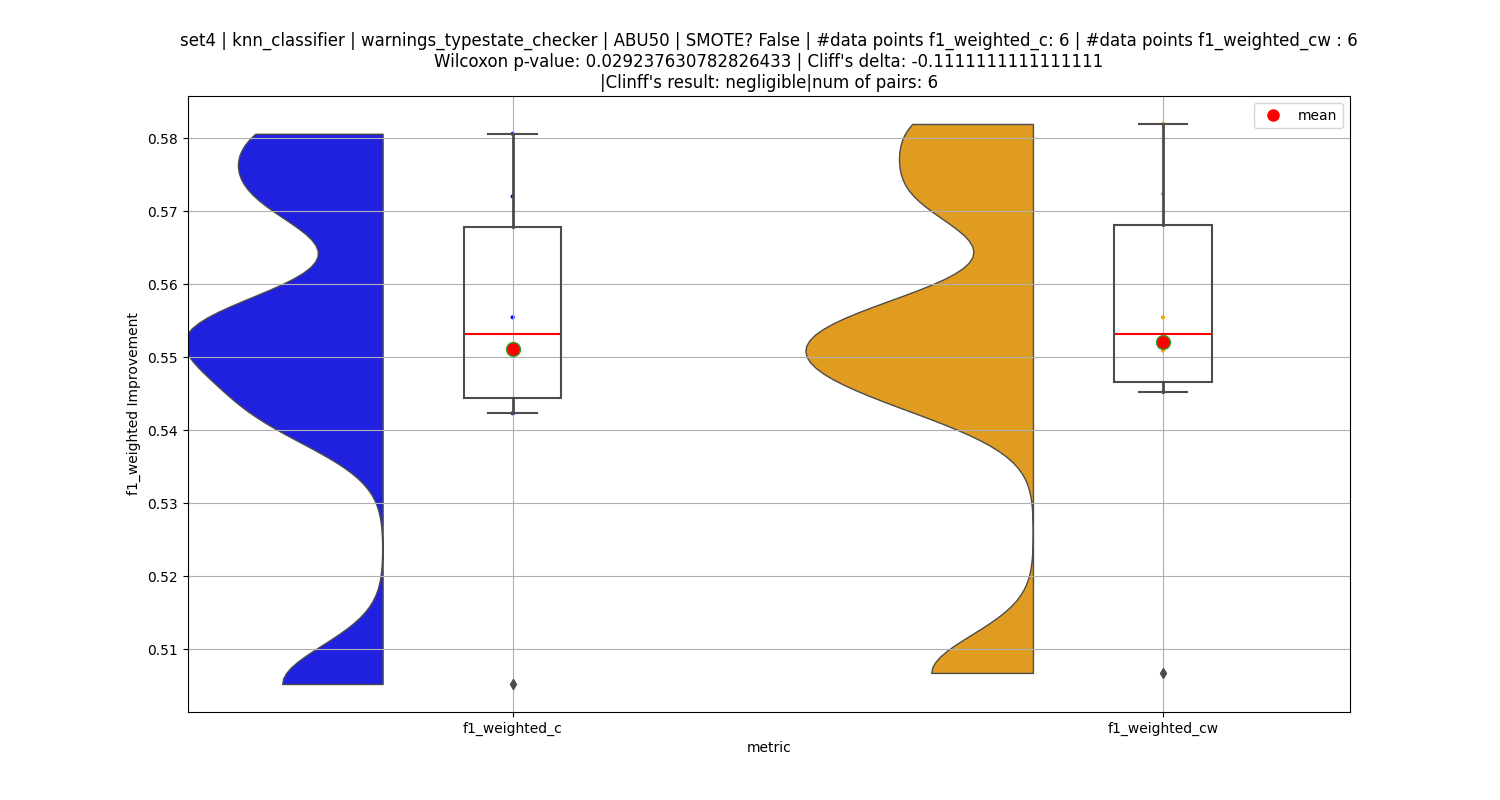 set4 | knn_classifier | warnings_typestate_checker | ABU50 | SMOTE? False | #data points f1_weighted_c: 6 | #data points f1_weighted_cw : 6
Wilcoxon p-value: 0.029237630782826433 | Cliff's delta: -0.1111111111111111
|Clinff's result: negligible|num of pairs: 6
mean
0.58
0.57
0.56
0.55
0.54
0.53
0.52
0.51
f1_weighted Improvement
f1_weighted_c
f1_weighted_cw
metric